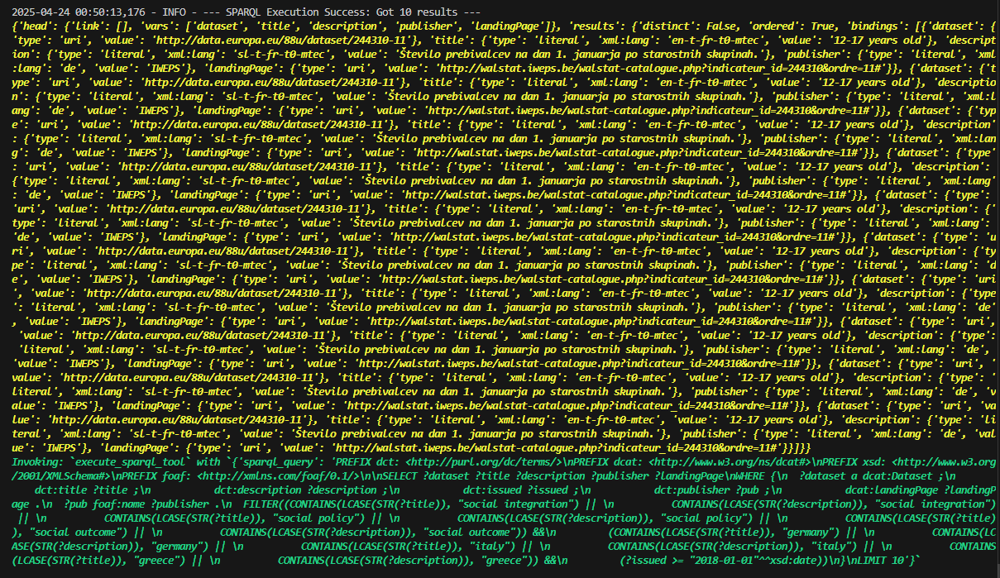 2025-04-24 00:50:13,176 - INFO - --- SPARQL Execution Success: Got 10 results ---
{'head': {'link': [], 'vars': ['dataset', 'title', 'description', 'publisher', 'landingPage']}, 'results': {'distinct': False, 'ordered': True, 'bindings': [{'dataset': {
'type': 'uri', 'value': 'http://data.europa.eu/88u/dataset/244310-11'}, 'title': {'type': 'literal', 'xml:lang': 'en-t-fr-t0-mtec', 'value': '12-17 years old'}, 'descript
ion': {'type': 'literal', 'xml:lang': 'sl-t-fr-t0-mtec', 'value': 'Število prebivalcev na dan 1. januarja po starostnih skupinah.'}, 'publisher': {'type': 'literal', 'xml
:lang': 'de', 'value': 'IWEPS'}, 'landingPage': {'type': 'uri', 'value': 'http://walstat.iweps.be/walstat-catalogue.php?indicateur_id=244310&ordre=11#'}}, {'dataset': {'t
ype': 'uri', 'value': 'http://data.europa.eu/88u/dataset/244310-11'}, 'title': {'type': 'literal', 'xml:lang': 'en-t-fr-t0-mtec', 'value': '12-17 years old'}, 'descriptio
n': {'type': 'literal', 'xml:lang': 'sl-t-fr-t0-mtec', 'value': 'Število prebivalcev na dan 1. januarja po starostnih skupinah.'}, 'publisher': {'type': 'literal', 'xml:l
ang': 'de', 'value': 'IWEPS'}, 'landingPage': {'type': 'uri', 'value': 'http://walstat.iweps.be/walstat-catalogue.php?indicateur_id=244310&ordre=11#'}}, {'dataset': {'typ
e': 'uri', 'value': 'http://data.europa.eu/88u/dataset/244310-11'}, 'title': {'type': 'literal', 'xml:lang': 'en-t-fr-t0-mtec', 'value': '12-17 years old'}, 'description'
: {'type': 'literal', 'xml:lang': 'sl-t-fr-t0-mtec', 'value': 'Število prebivalcev na dan 1. januarja po starostnih skupinah.'}, 'publisher': {'type': 'literal', 'xml:lan
g': 'de', 'value': 'IWEPS'}, 'landingPage': {'type': 'uri', 'value': 'http://walstat.iweps.be/walstat-catalogue.php?indicateur_id=244310&ordre=11#'}}, {'dataset': {'type'
: 'uri', 'value': 'http://data.europa.eu/88u/dataset/244310-11'}, 'title': {'type': 'literal', 'xml:lang': 'en-t-fr-t0-mtec', 'value': '12-17 years old'}, 'description':
{'type': 'literal', 'xml:lang': 'sl-t-fr-t0-mtec', 'value': 'Število prebivalcev na dan 1. januarja po starostnih skupinah.'}, 'publisher': {'type': 'literal', 'xml:lang'
: 'de', 'value': 'IWEPS'}, 'landingPage': {'type': 'uri', 'value': 'http://walstat.iweps.be/walstat-catalogue.php?indicateur_id=244310&ordre=11#'}}, {'dataset': {'type': 
'uri', 'value': 'http://data.europa.eu/88u/dataset/244310-11'}, 'title': {'type': 'literal', 'xml:lang': 'en-t-fr-t0-mtec', 'value': '12-17 years old'}, 'description': {'
type': 'literal', 'xml:lang': 'sl-t-fr-t0-mtec', 'value': 'Število prebivalcev na dan 1. januarja po starostnih skupinah.'}, 'publisher': {'type': 'literal', 'xml:lang': 
'de', 'value': 'IWEPS'}, 'landingPage': {'type': 'uri', 'value': 'http://walstat.iweps.be/walstat-catalogue.php?indicateur_id=244310&ordre=11#'}}, {'dataset': {'type': 'u
ri', 'value': 'http://data.europa.eu/88u/dataset/244310-11'}, 'title': {'type': 'literal', 'xml:lang': 'en-t-fr-t0-mtec', 'value': '12-17 years old'}, 'description': {'ty
pe': 'literal', 'xml:lang': 'sl-t-fr-t0-mtec', 'value': 'Število prebivalcev na dan 1. januarja po starostnih skupinah.'}, 'publisher': {'type': 'literal', 'xml:lang': 'd
e', 'value': 'IWEPS'}, 'landingPage': {'type': 'uri', 'value': 'http://walstat.iweps.be/walstat-catalogue.php?indicateur_id=244310&ordre=11#'}}, {'dataset': {'type': 'uri'
, 'value': 'http://data.europa.eu/88u/dataset/244310-11'}, 'title': {'type': 'literal', 'xml:lang': 'en-t-fr-t0-mtec', 'value': '12-17 years old'}, 'description': {'type
': 'literal', 'xml:lang': 'sl-t-fr-t0-mtec', 'value': 'Število prebivalcev na dan 1. januarja po starostnih skupinah.'}, 'publisher': {'type': 'literal', 'xml:lang': 'de'
, 'value': 'IWEPS'}, 'landingPage': {'type': 'uri', 'value': 'http://walstat.iweps.be/walstat-catalogue.php?indicateur_id=244310&ordre=11#'}}, {'dataset': {'type': 'uri',
'value': 'http://data.europa.eu/88u/dataset/244310-11'}, 'title': {'type': 'literal', 'xml:lang': 'en-t-fr-t0-mtec', 'value': '12-17 years old'}, 'description': {'type':
'literal', 'xml:lang': 'sl-t-fr-t0-mtec', 'value': 'Število prebivalcev na dan 1. januarja po starostnih skupinah.'}, 'publisher': {'type': 'literal', 'xml:lang': 'de',
'value': 'IWEPS'}, 'landingPage': {'type': 'uri', 'value': 'http://walstat.iweps.be/walstat-catalogue.php?indicateur_id=244310&ordre=11#'}}, {'dataset': {'type': 'uri', '
value': 'http://data.europa.eu/88u/dataset/244310-11'}, 'title': {'type': 'literal', 'xml:lang': 'en-t-fr-t0-mtec', 'value': '12-17 years old'}, 'description': {'type': '
literal', 'xml:lang': 'sl-t-fr-t0-mtec', 'value': 'Število prebivalcev na dan 1. januarja po starostnih skupinah.'}, 'publisher': {'type': 'literal', 'xml:lang': 'de', 'v
alue': 'IWEPS'}, 'landingPage': {'type': 'uri', 'value': 'http://walstat.iweps.be/walstat-catalogue.php?indicateur_id=244310&ordre=11#'}}, {'dataset': {'type': 'uri', 'va
lue': 'http://data.europa.eu/88u/dataset/244310-11'}, 'title': {'type': 'literal', 'xml:lang': 'en-t-fr-t0-mtec', 'value': '12-17 years old'}, 'description': {'type': 'li
teral', 'xml:lang': 'sl-t-fr-t0-mtec', 'value': 'Število prebivalcev na dan 1. januarja po starostnih skupinah.'}, 'publisher': {'type': 'literal', 'xml:lang': 'de', 'val
ue': 'IWEPS'}, 'landingPage': {'type': 'uri', 'value': 'http://walstat.iweps.be/walstat-catalogue.php?indicateur_id=244310&ordre=11#'}}]}}
Invoking: `execute_sparql_tool` with `{'sparql_query': 'PREFIX dct: <http://purl.org/dc/terms/>\nPREFIX dcat: <http://www.w3.org/ns/dcat#>\nPREFIX xsd: <http://www.w3.org
/2001/XMLSchema#>\nPREFIX foaf: <http://xmlns.com/foaf/0.1/>\n\nSELECT ?dataset ?title ?description ?publisher ?landingPage\nWHERE {\n  ?dataset a dcat:Dataset ;\n
dct:title ?title ;\n           dct:description ?description ;\n           dct:issued ?issued ;\n           dct:publisher ?pub ;\n           dcat:landingPage ?landingP
age .\n  ?pub foaf:name ?publisher .\n  FILTER((CONTAINS(LCASE(STR(?title)), "social integration") || \n         CONTAINS(LCASE(STR(?description)), "social integration")
|| \n         CONTAINS(LCASE(STR(?title)), "social policy") || \n         CONTAINS(LCASE(STR(?description)), "social policy") || \n         CONTAINS(LCASE(STR(?title)
), "social outcome") || \n         CONTAINS(LCASE(STR(?description)), "social outcome")) &&\n       (CONTAINS(LCASE(STR(?title)), "germany") || \n         CONTAINS(LC
ASE(STR(?description)), "germany") || \n         CONTAINS(LCASE(STR(?title)), "italy") || \n         CONTAINS(LCASE(STR(?description)), "italy") || \n         CONTAINS
(LCASE(STR(?title)), "greece") || \n         CONTAINS(LCASE(STR(?description)), "greece")) &&\n         (?issued >= "2018-01-01"^^xsd:date))\n}\nLIMIT 10'}`